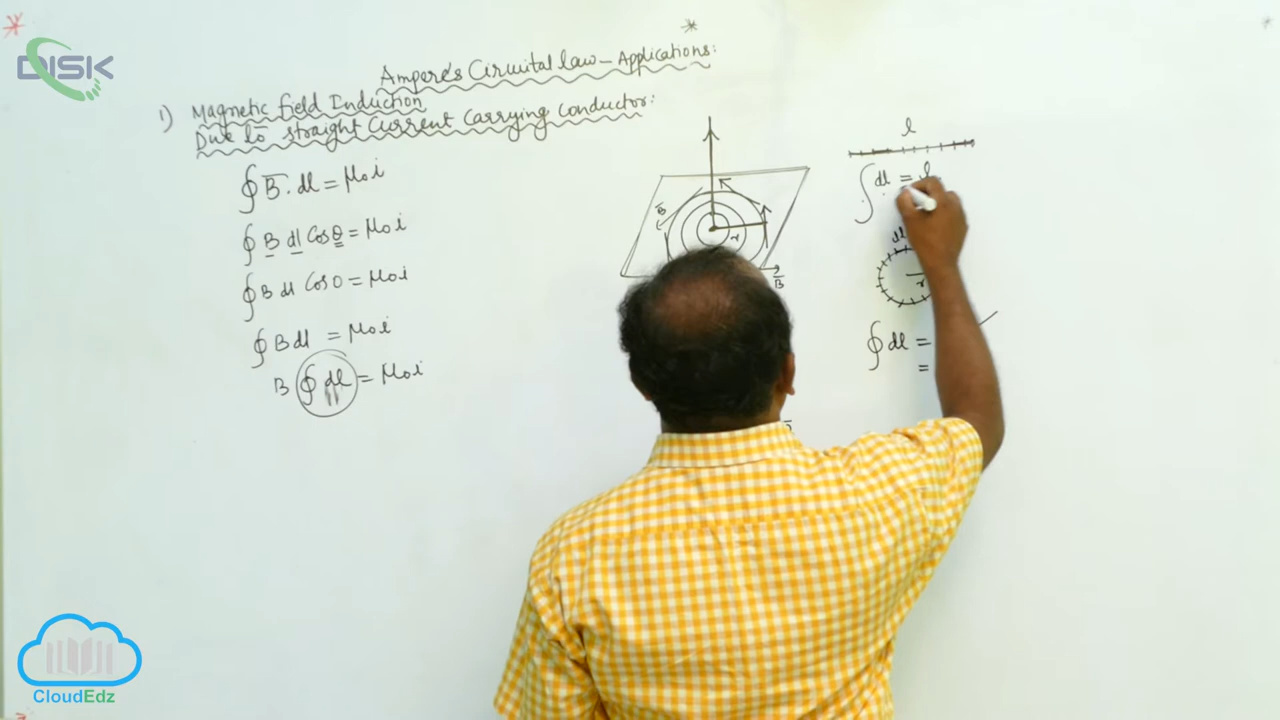 DISK
*
*
Ampere's Circuital law - Applications:
1) Magnetic field Induction
Due to straight Current Carrying Conductor:
∮ B̅ . dl = μ₀i
∮ B dl Cosθ = μ₀i
∮ B dl Cos0 = μ₀i
∮ B dl = μ₀i
B ∮ dl = μ₀i
B̅
r
B̅
l
∫ dl = l
dl
r
∮ dl =
=
CloudEdz